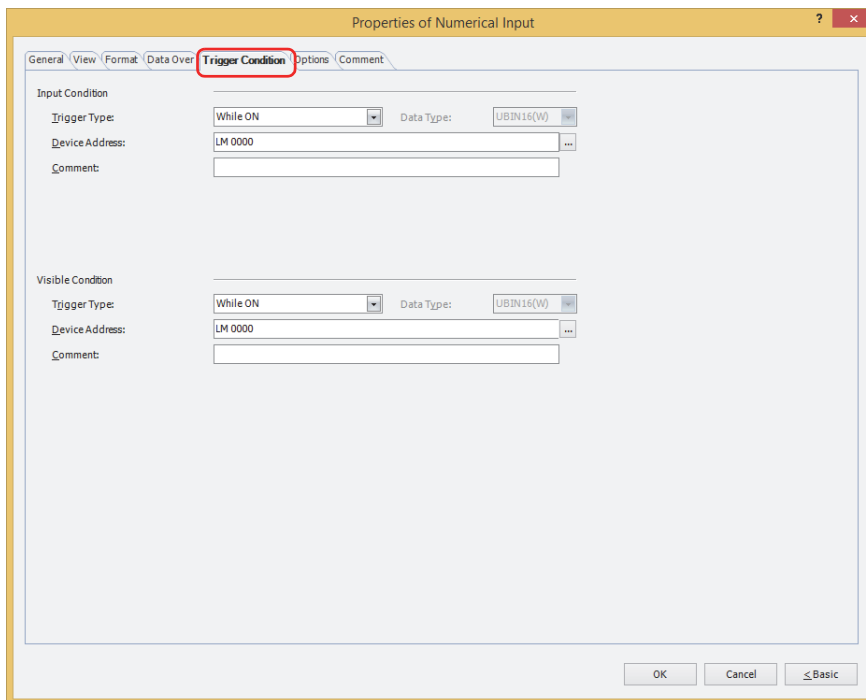 Properties of Numerical Input ? ×
General View Format Data Over Trigger Condition Options Comment
Input Condition
Trigger Type: While ON Data Type: UBIN16(W)
Device Address: LM 0000 ...
Comment:
Visible Condition
Trigger Type: While ON Data Type: UBIN16(W)
Device Address: LM 0000 ...
Comment:
OK Cancel < Basic